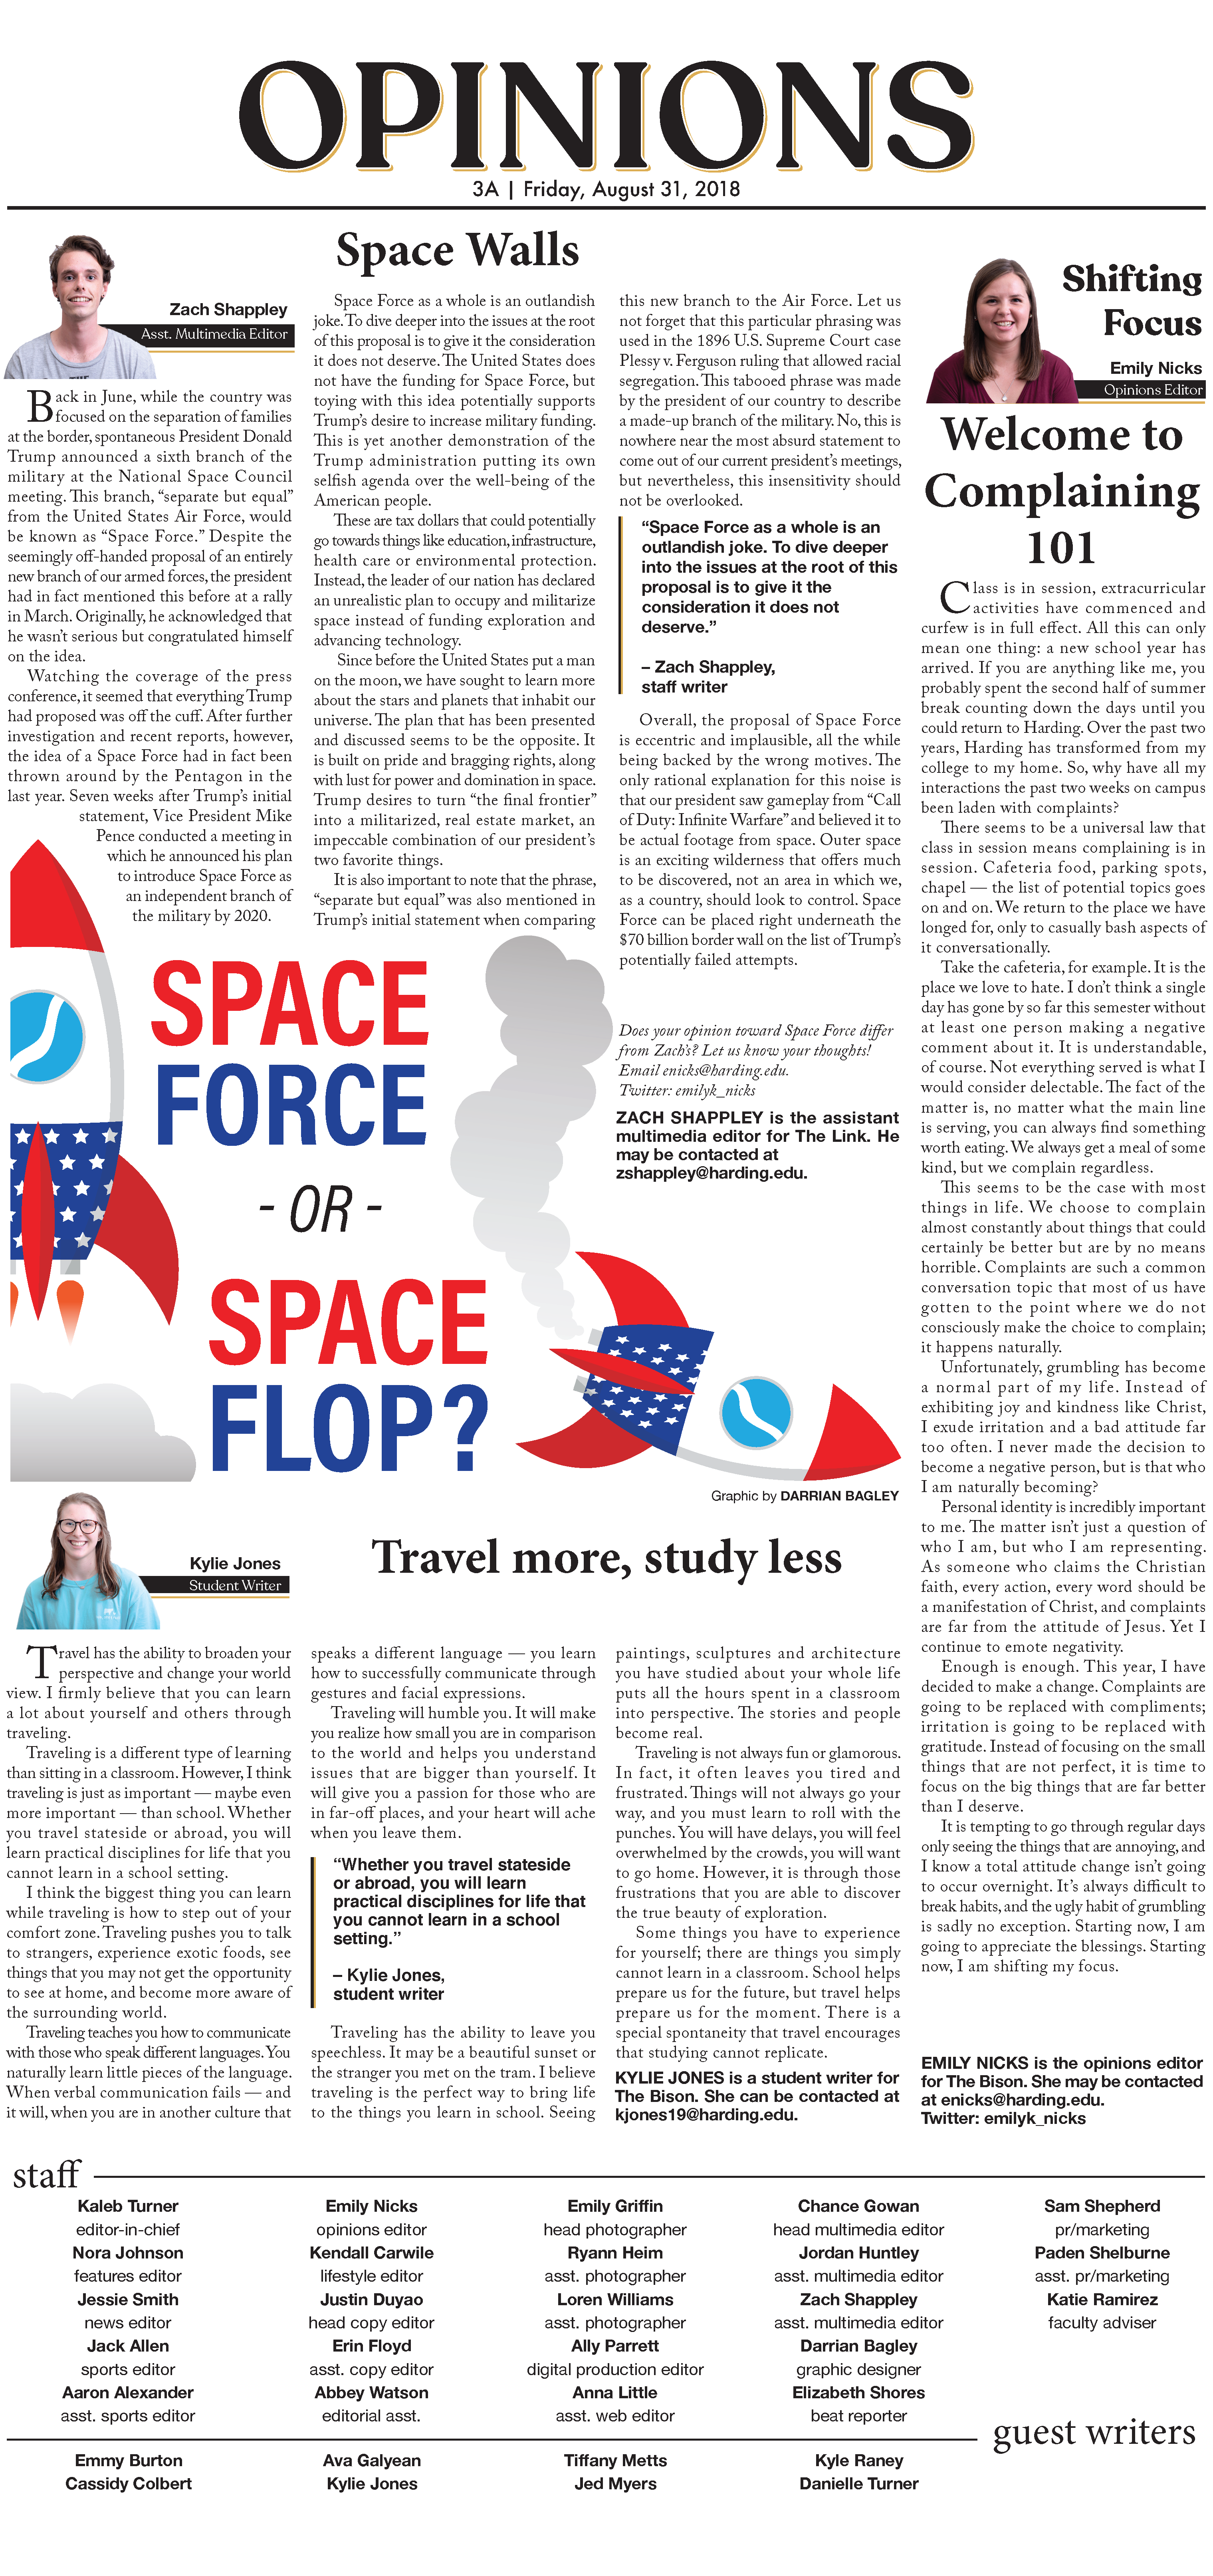 OPINIONS
3A | Friday, August 31, 2018
Zach Shappley
Asst. Multimedia Editor
Space Walls
Back in June, while the country was
focused on the separation of families
at the border, spontaneous President Donald
Trump announced a sixth branch of the
military at the National Space Council
meeting. This branch, “separate but equal”
from the United States Air Force, would
be known as “Space Force.” Despite the
seemingly off-handed proposal of an entirely
new branch of our armed forces, the president
had in fact mentioned this before at a rally
in March. Originally, he acknowledged that
he wasn’t serious but congratulated himself
on the idea.
Watching the coverage of the press
conference, it seemed that everything Trump
had proposed was off the cuff. After further
investigation and recent reports, however,
the idea of a Space Force had in fact been
thrown around by the Pentagon in the
last year. Seven weeks after Trump’s initial
statement, Vice President Mike
Pence conducted a meeting in
which he announced his plan
to introduce Space Force as
an independent branch of
the military by 2020.
Space Force as a whole is an outlandish
joke. To dive deeper into the issues at the root
of this proposal is to give it the consideration
it does not deserve. The United States does
not have the funding for Space Force, but
toying with this idea potentially supports
Trump’s desire to increase military funding.
This is yet another demonstration of the
Trump administration putting its own
selfish agenda over the well-being of the
American people.
These are tax dollars that could potentially
go towards things like education, infrastructure,
health care or environmental protection.
Instead, the leader of our nation has declared
an unrealistic plan to occupy and militarize
space instead of funding exploration and
advancing technology.
Since before the United States put a man
on the moon, we have sought to learn more
about the stars and planets that inhabit our
universe. The plan that has been presented
and discussed seems to be the opposite. It
is built on pride and bragging rights, along
with lust for power and domination in space.
Trump desires to turn “the final frontier”
into a militarized, real estate market, an
impeccable combination of our president’s
two favorite things.
It is also important to note that the phrase,
“separate but equal” was also mentioned in
Trump’s initial statement when comparing
this new branch to the Air Force. Let us
not forget that this particular phrasing was
used in the 1896 U.S. Supreme Court case
Plessy v. Ferguson ruling that allowed racial
segregation. This tabooed phrase was made
by the president of our country to describe
a made-up branch of the military. No, this is
nowhere near the most absurd statement to
come out of our current president’s meetings,
but nevertheless, this insensitivity should
not be overlooked.
“Space Force as a whole is an
outlandish joke. To dive deeper
into the issues at the root of this
proposal is to give it the
consideration it does not
deserve.”
– Zach Shappley,
staff writer
Overall, the proposal of Space Force
is eccentric and implausible, all the while
being backed by the wrong motives. The
only rational explanation for this noise is
that our president saw gameplay from “Call
of Duty: Infinite Warfare” and believed it to
be actual footage from space. Outer space
is an exciting wilderness that offers much
to be discovered, not an area in which we,
as a country, should look to control. Space
Force can be placed right underneath the
$70 billion border wall on the list of Trump’s
potentially failed attempts.
Does your opinion toward Space Force differ
from Zach’s? Let us know your thoughts!
Email enicks@harding.edu.
Twitter: emilyk_nicks
ZACH SHAPPLEY is the assistant
multimedia editor for The Link. He
may be contacted at
zshappley@harding.edu.
SPACE
FORCE
- OR -
SPACE
FLOP?
Graphic by DARRIAN BAGLEY
Shifting
Focus
Emily Nicks
Opinions Editor
Welcome to
Complaining
101
Class is in session, extracurricular
activities have commenced and
curfew is in full effect. All this can only
mean one thing: a new school year has
arrived. If you are anything like me, you
probably spent the second half of summer
break counting down the days until you
could return to Harding. Over the past two
years, Harding has transformed from my
college to my home. So, why have all my
interactions the past two weeks on campus
been laden with complaints?
There seems to be a universal law that
class in session means complaining is in
session. Cafeteria food, parking spots,
chapel — the list of potential topics goes
on and on. We return to the place we have
longed for, only to casually bash aspects of
it conversationally.
Take the cafeteria, for example. It is the
place we love to hate. I don’t think a single
day has gone by so far this semester without
at least one person making a negative
comment about it. It is understandable,
of course. Not everything served is what I
would consider delectable. The fact of the
matter is, no matter what the main line
is serving, you can always find something
worth eating. We always get a meal of some
kind, but we complain regardless.
This seems to be the case with most
things in life. We choose to complain
almost constantly about things that could
certainly be better but are by no means
horrible. Complaints are such a common
conversation topic that most of us have
gotten to the point where we do not
consciously make the choice to complain;
it happens naturally.
Unfortunately, grumbling has become
a normal part of my life. Instead of
exhibiting joy and kindness like Christ,
I exude irritation and a bad attitude far
too often. I never made the decision to
become a negative person, but is that who
I am naturally becoming?
Personal identity is incredibly important
to me. The matter isn’t just a question of
who I am, but who I am representing.
As someone who claims the Christian
faith, every action, every word should be
a manifestation of Christ, and complaints
are far from the attitude of Jesus. Yet I
continue to emote negativity.
Enough is enough. This year, I have
decided to make a change. Complaints are
going to be replaced with compliments;
irritation is going to be replaced with
gratitude. Instead of focusing on the small
things that are not perfect, it is time to
focus on the big things that are far better
than I deserve.
It is tempting to go through regular days
only seeing the things that are annoying, and
I know a total attitude change isn’t going
to occur overnight. It’s always difficult to
break habits, and the ugly habit of grumbling
is sadly no exception. Starting now, I am
going to appreciate the blessings. Starting
now, I am shifting my focus.
EMILY NICKS is the opinions editor
for The Bison. She may be contacted
at enicks@harding.edu.
Twitter: emilyk_nicks
Kylie Jones
Student Writer
Travel more, study less
Travel has the ability to broaden your
perspective and change your world
view. I firmly believe that you can learn
a lot about yourself and others through
traveling.
Traveling is a different type of learning
than sitting in a classroom. However, I think
traveling is just as important — maybe even
more important — than school. Whether
you travel stateside or abroad, you will
learn practical disciplines for life that you
cannot learn in a school setting.
I think the biggest thing you can learn
while traveling is how to step out of your
comfort zone. Traveling pushes you to talk
to strangers, experience exotic foods, see
things that you may not get the opportunity
to see at home, and become more aware of
the surrounding world.
Traveling teaches you how to communicate
with those who speak different languages. You
naturally learn little pieces of the language.
When verbal communication fails — and
it will, when you are in another culture that
speaks a different language — you learn
how to successfully communicate through
gestures and facial expressions.
Traveling will humble you. It will make
you realize how small you are in comparison
to the world and helps you understand
issues that are bigger than yourself. It
will give you a passion for those who are
in far-off places, and your heart will ache
when you leave them.
“Whether you travel stateside
or abroad, you will learn
practical disciplines for life that
you cannot learn in a school
setting.”
– Kylie Jones,
student writer
Traveling has the ability to leave you
speechless. It may be a beautiful sunset or
the stranger you met on the tram. I believe
traveling is the perfect way to bring life
to the things you learn in school. Seeing
paintings, sculptures and architecture
you have studied about your whole life
puts all the hours spent in a classroom
into perspective. The stories and people
become real.
Traveling is not always fun or glamorous.
In fact, it often leaves you tired and
frustrated. Things will not always go your
way, and you must learn to roll with the
punches. You will have delays, you will feel
overwhelmed by the crowds, you will want
to go home. However, it is through those
frustrations that you are able to discover
the true beauty of exploration.
Some things you have to experience
for yourself; there are things you simply
cannot learn in a classroom. School helps
prepare us for the future, but travel helps
prepare us for the moment. There is a
special spontaneity that travel encourages
that studying cannot replicate.
KYLIE JONES is a student writer for
The Bison. She can be contacted at
kjones19@harding.edu.
staff
Kaleb Turner
editor-in-chief
Nora Johnson
features editor
Jessie Smith
news editor
Jack Allen
sports editor
Aaron Alexander
asst. sports editor
Emily Nicks
opinions editor
Kendall Carwile
lifestyle editor
Justin Duyao
head copy editor
Erin Floyd
asst. copy editor
Abbey Watson
editorial asst.
Emily Griffin
head photographer
Ryann Heim
asst. photographer
Loren Williams
asst. photographer
Ally Parrett
digital production editor
Anna Little
asst. web editor
Chance Gowan
head multimedia editor
Jordan Huntley
asst. multimedia editor
Zach Shappley
asst. multimedia editor
Darrian Bagley
graphic designer
Elizabeth Shores
beat reporter
Sam Shepherd
pr/marketing
Paden Shelburne
asst. pr/marketing
Katie Ramirez
faculty adviser
guest writers
Emmy Burton
Cassidy Colbert
Ava Galyean
Kylie Jones
Tiffany Metts
Jed Myers
Kyle Raney
Danielle Turner